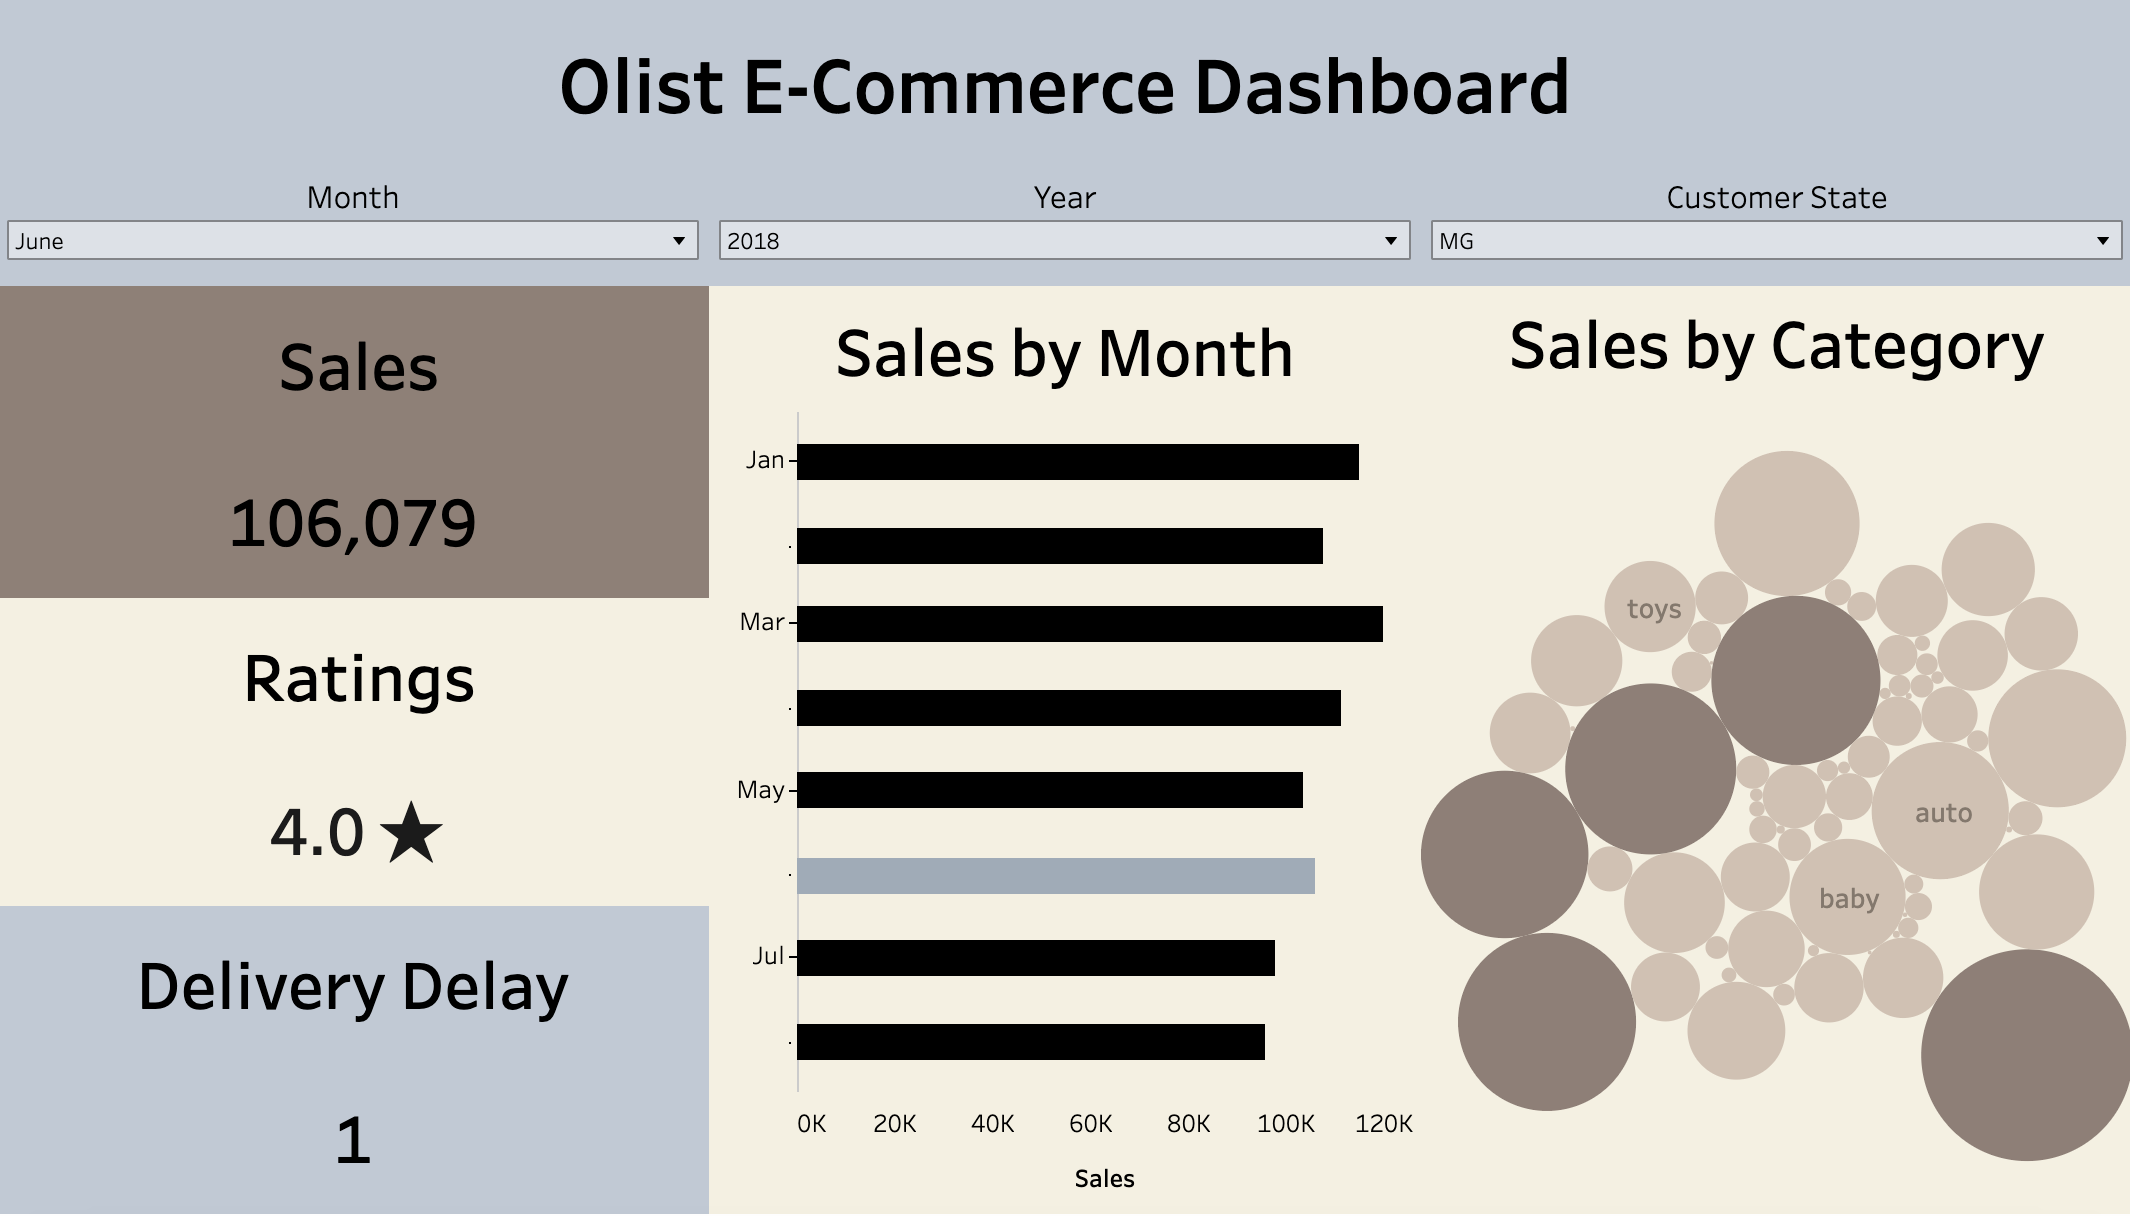 Olist E-Commerce Dashboard
Month
Year
Customer State
June
2018
MG
Sales
106,079
Ratings
4.0 ★
Delivery Delay
1
Sales by Month
Jan
.
Mar
.
May
.
Jul
.
0K 20K 40K 60K 80K 100K 120K
Sales
Sales by Category
toys
auto
baby